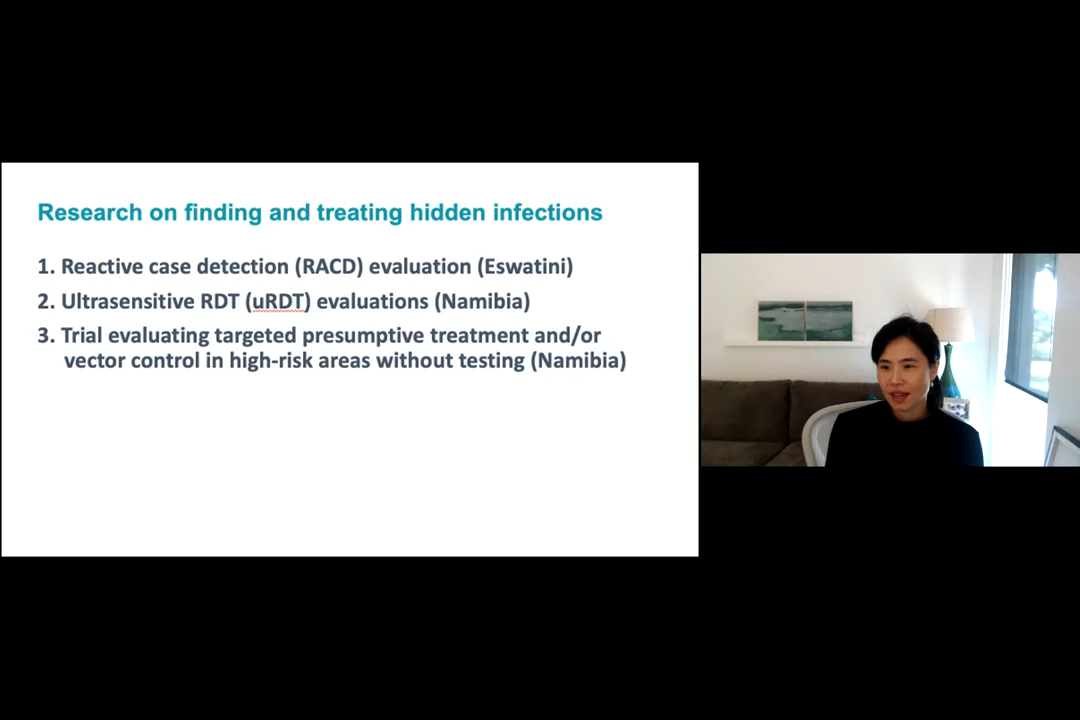 Research on finding and treating hidden infections
1. Reactive case detection (RACD) evaluation (Eswatini)
2. Ultrasensitive RDT (uRDT) evaluations (Namibia)
3. Trial evaluating targeted presumptive treatment and/or
vector control in high-risk areas without testing (Namibia)